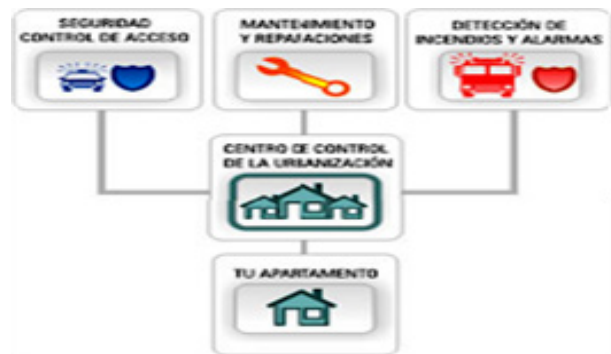 SEGURIDAD
CONTROL DE ACCESO
MANTENIMIENTO
Y REPARACIONES
DETECCIÓN DE
INCENDIOS Y ALARMAS
CENTRO DE CONTROL
DE LA URBANIZACIÓN
TU APARTAMENTO